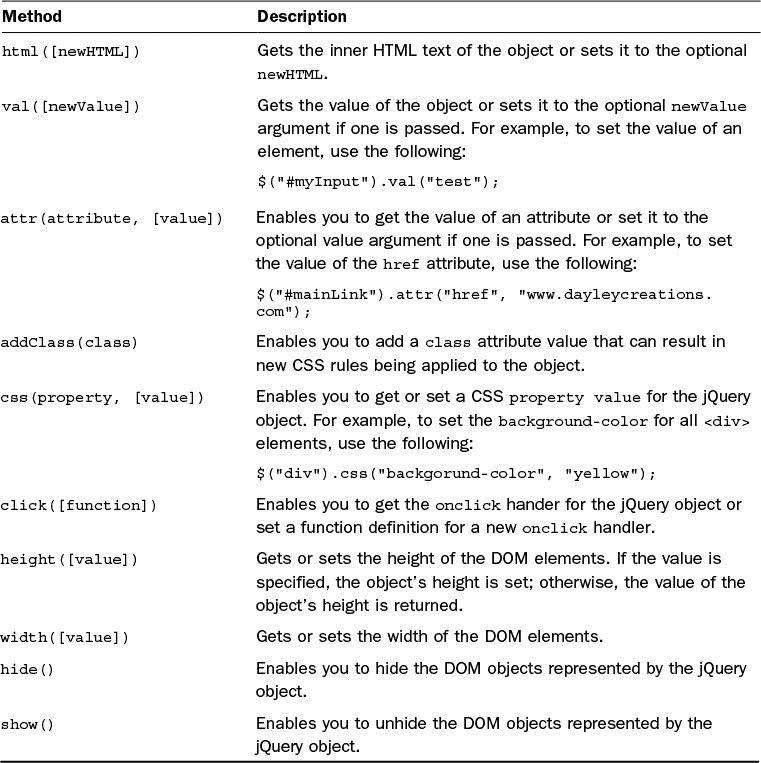 Method Description
html([newHTML]) Gets the inner HTML text of the object or sets it to the optional
newHTML.
val([newValue]) Gets the value of the object or sets it to the optional newValue
argument if one is passed. For example, to set the value of an
element, use the following:
$("#myInput").val("test");
attr(attribute, [value]) Enables you to get the value of an attribute or set it to the
optional value argument if one is passed. For example, to set
the value of the href attribute, use the following:
$("#mainLink").attr("href", "www.dayleycreations.
com");
addClass(class) Enables you to add a class attribute value that can result in
new CSS rules being applied to the object.
css(property, [value]) Enables you to get or set a CSS property value for the jQuery
object. For example, to set the background-color for all <div>
elements, use the following:
$("div").css("backgorund-color", "yellow");
click([function]) Enables you to get the onclick hander for the jQuery object or
set a function definition for a new onclick handler.
height([value]) Gets or sets the height of the DOM elements. If the value is
specified, the object's height is set; otherwise, the value of the
object's height is returned.
width([value]) Gets or sets the width of the DOM elements.
hide() Enables you to hide the DOM objects represented by the jQuery
object.
show() Enables you to unhide the DOM objects represented by the
jQuery object.